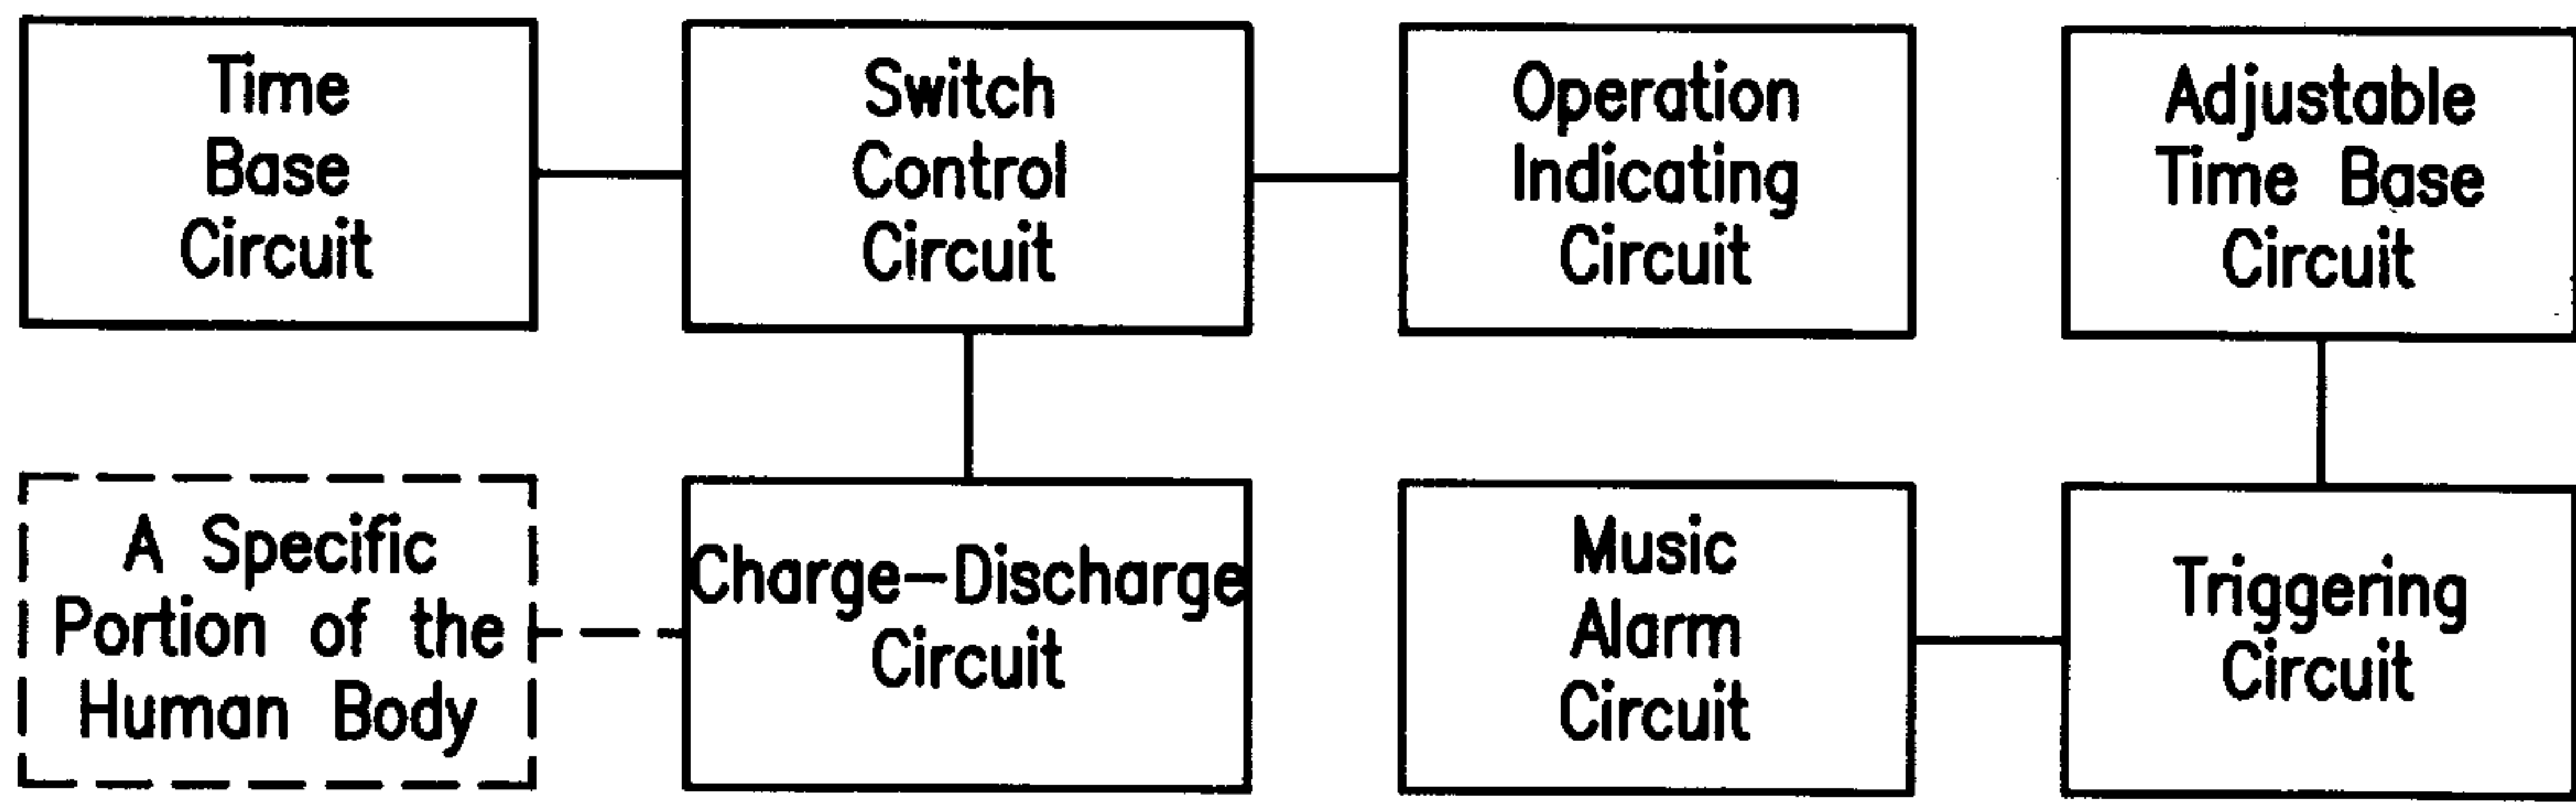 Time
Base
Circuit
Switch
Control
Circuit
Operation
Indicating
Circuit
Adjustable
Time Base
Circuit
A Specific
Portion of the
Human Body
Charge-Discharge
Circuit
Music
Alarm
Circuit
Triggering
Circuit